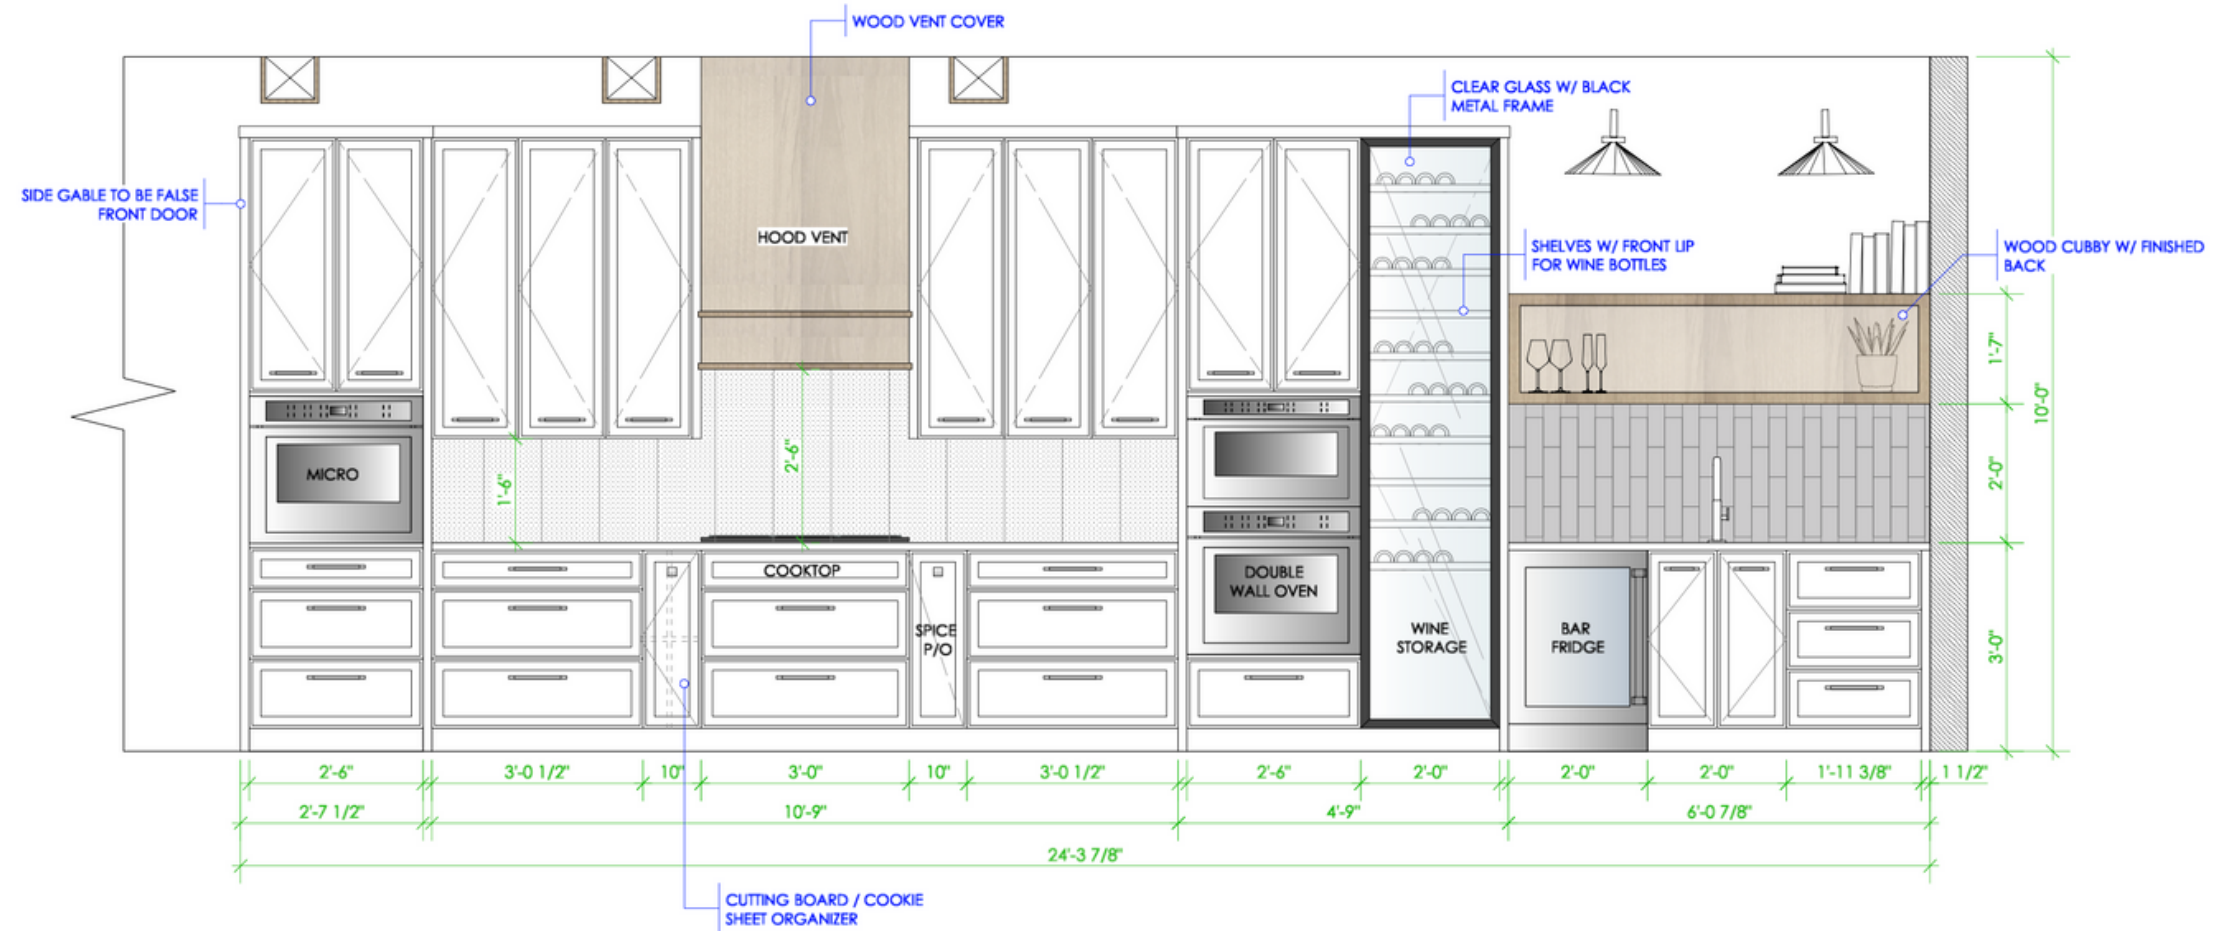 WOOD VENT COVER
CLEAR GLASS W/ BLACK
METAL FRAME
SIDE GABLE TO BE FALSE
FRONT DOOR
HOOD VENT
SHELVES W/ FRONT LIP
FOR WINE BOTTLES
WOOD CUBBY W/ FINISHED
BACK
1'-7"
10'-0"
MICRO
1'-6"
2'-6"
2'-0"
COOKTOP
DOUBLE
WALL OVEN
SPICE
P/O
WINE
STORAGE
BAR
FRIDGE
3'-0"
2'-6"
3'-0 1/2"
10"
3'-0"
10"
3'-0 1/2"
2'-6"
2'-0"
2'-0"
2'-0"
1'-11 3/8"
1 1/2"
2'-7 1/2"
10'-9"
4'-9"
6'-0 7/8"
24'-3 7/8"
CUTTING BOARD / COOKIE
SHEET ORGANIZER